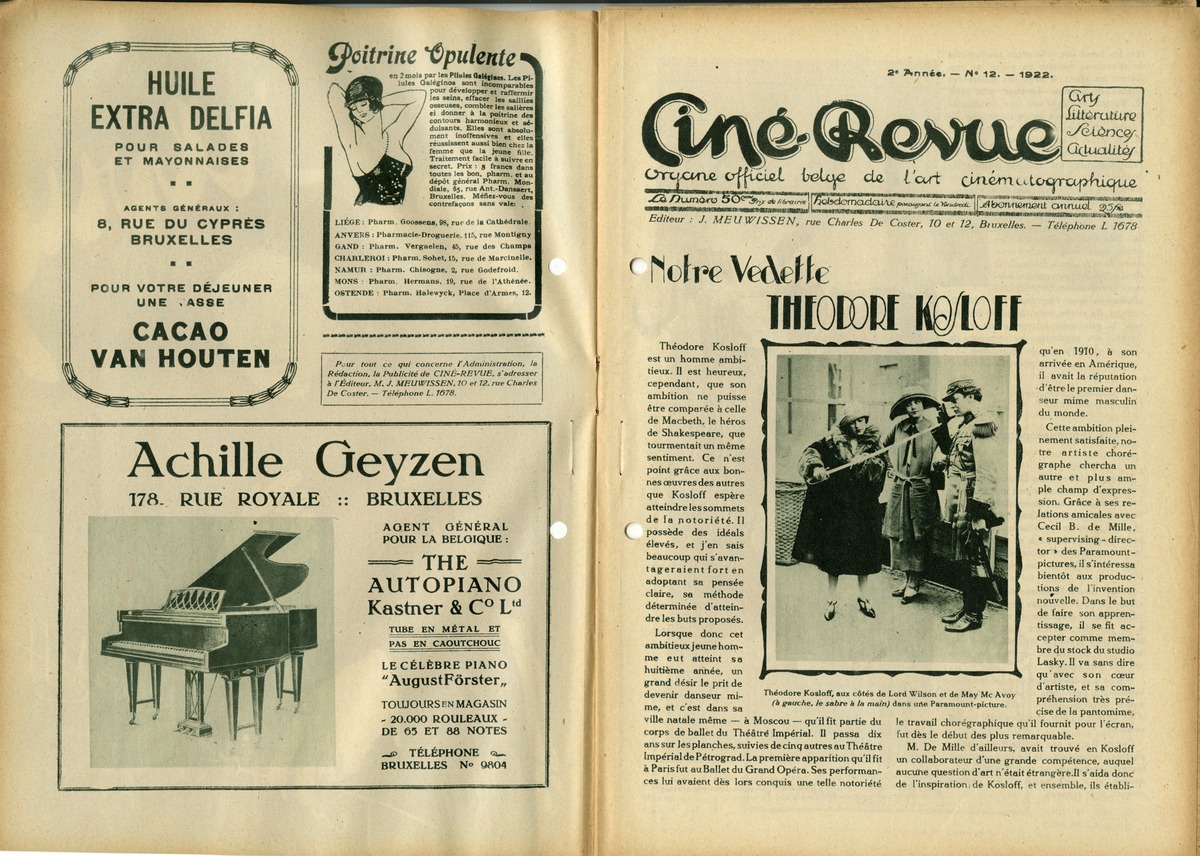 HUILE
EXTRA DELFIA
POUR SALADES
ET MAYONNAISES
AGENTS GÉNÉRAUX :
8, RUE DU CYPRÈS
BRUXELLES
POUR VOTRE DÉJEUNER
UNE ASSE
CACAO
VAN HOUTEN
Poitrine Opulente
en 2 mois par les Pilules Galégines. Les Pi-
lules Galéginos sont incomparables
pour développer et raffermir
les seins, effacer les saillies
osseuses, combler les salières
et donner à la poitrine des
contours harmonieux et sé-
duisants. Elles sont absolu-
ment inoffensives et elles
réussissent aussi bien chez la
femme que la jeune fille.
Traitement facile à suivre en
secret. Prix : 5 francs dans
toutes les bon. pharm. et au
dépôt général Pharm. Mon-
diale, 65, rue Ant.-Danssert,
Bruxelles. Méfiez-vous des
contrefaçons sans vale
LIÉGE : Pharm. Goossens, 98, rue de la Cathédrale.
ANVERS : Pharmacie-Droguerie, 115, rue Montigny
GAND : Pharm. Vergaelen, 45, rue des Champs
CHARLEROI : Pharm. Sohet, 15, rue de Marcinelle.
NAMUR : Pharm. Chisogne, 2, rue Godefroid.
MONS : Pharm. Hermans, 19, rue de l'Athénée.
OSTENDE : Pharm. Halewyck, Place d'Armes, 12.
Pour tout ce qui concerne l'Administration, la
Rédaction, la Publicité de CINÉ-REVUE, s'adresser
à l'Éditeur, M. J. MEUWISSEN, 10 et 12, rue Charles
De Coster. — Téléphone L. 1678.
Achille Geyzen
178. RUE ROYALE :: BRUXELLES
AGENT GÉNÉRAL
POUR LA BELGIQUE :
THE
AUTOPIANO
Kastner & Co Ltd
TUBE EN MÉTAL ET
PAS EN CAOUTCHOUC
LE CÉLÈBRE PIANO
"AugustFörster„
TOUJOURS EN MAGASIN
- 20.000 ROULEAUX -
DE 65 ET 88 NOTES
TÉLÉPHONE
BRUXELLES No 9804
2e Année. — No 12. — 1922.
Ciné-Revue
Arts
Littérature
Sciences
Actualités
Organe officiel belge de l'art cinématographique
Le Numéro 50cmes Prix de librairie
hebdomadaire paraissant le Vendredi
Abonnement annuel 25frs
Editeur : J. MEUWISSEN, rue Charles De Coster, 10 et 12, Bruxelles. — Téléphone L 1678
Notre Vedette
THEODORE KOSLOFF
Théodore Kosloff
est un homme ambi-
tieux. Il est heureux,
cependant, que son
ambition ne puisse
être comparée à celle
de Macbeth, le héros
de Shakespeare, que
tourmentait un même
sentiment. Ce n'est
point grâce aux bon-
nes œuvres des autres
que Kosloff espère
atteindre les sommets
de la notoriété. Il
possède des idéals
élevés, et j'en sais
beaucoup qui s'avan-
tageraient fort en
adoptant sa pensée
claire, sa méthode
déterminée d'attein-
dre les buts proposés.
Lorsque donc cet
ambitieux jeune hom-
me eut atteint sa
huitième année, un
grand désir le prit de
devenir danseur mi-
me, et c'est dans sa
ville natale même — à Moscou — qu'il fit partie du
corps de ballet du Théâtré Impérial. Il passa dix
ans sur les planches, suivies de cinq autres au Théâtre
Impérial de Pétrograd. La première apparition qu'il fit
à Paris fut au Ballet du Grand Opéra. Ses performan-
ces lui avaient dès lors conquis une telle notoriété
Théodore Kosloff, aux côtés de Lord Wilson et de May Mc Avoy
(à gauche, le sabre à la main) dans une Paramount-picture.
qu'en 1910, à son
arrivée en Amérique,
il avait la réputation
d'être le premier dan-
seur mime masculin
du monde.
Cette ambition plei-
nement satisfaite, no-
tre artiste choré-
graphe chercha un
autre et plus am-
ple champ d'expres-
sion. Grâce à ses re-
lations amicales avec
Cecil B. de Mille,
« supervising-direc-
tor » des Paramount-
pictures, il s'intéressa
bientôt aux produc-
tions de l'invention
nouvelle. Dans le but
de faire son appren-
tissage, il se fit ac-
cepter comme mem-
bre du stock du studio
Lasky. Il va sans dire
qu'avec son cœur
d'artiste, et sa com-
préhension très pré-
cise de la pantomime,
le travail chorégraphique qu'il fournit pour l'écran,
fut dès le début des plus remarquable.
M. De Mille d'ailleurs, avait trouvé en Kosloff
un collaborateur d'une grande compétence, auquel
aucune question d'art n'était étrangère. Il s'aida donc
de l'inspiration de Kosloff, et ensemble, ils établi-